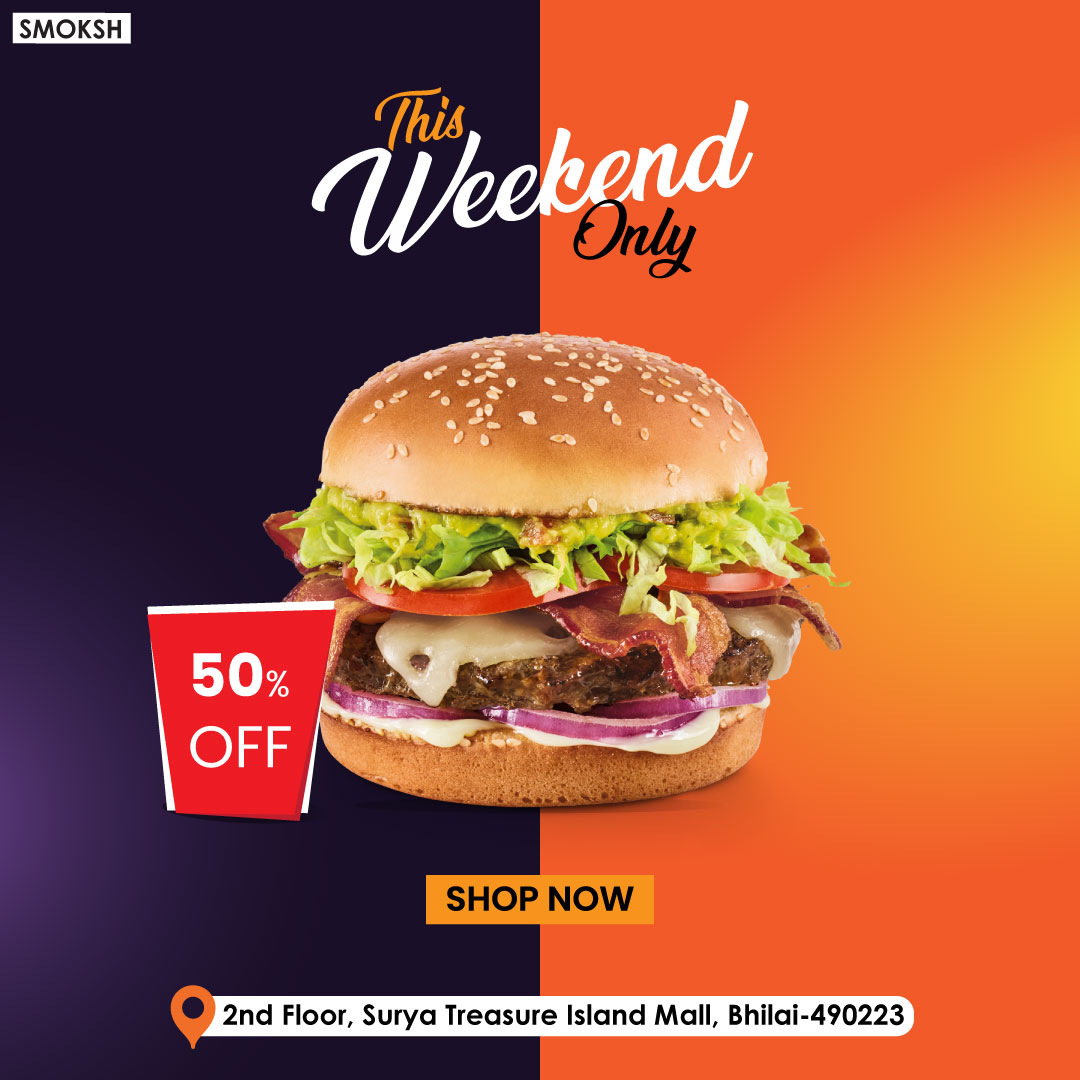 SMOKSH
This
Weekend
Only
50%
OFF
SHOP NOW
2nd Floor, Surya Treasure Island Mall, Bhilai-490223